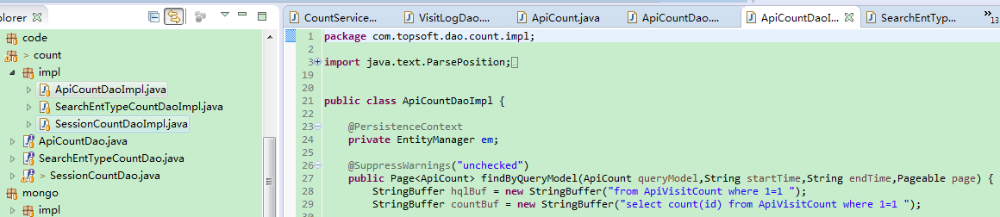 plorer
code
> count
impl
ApiCountDaoImpl.java
SearchEntTypeCountDaoImpl.java
SessionCountDaoImpl.java
ApiCountDao.java
SearchEntTypeCountDao.java
> SessionCountDao.java
mongo
impl
CountService... VisitLogDao.... ApiCount.java ApiCountDao.... ApiCountDaoI... SearchEntTyp... »13
1 package com.topsoft.dao.count.impl;
2
3 import java.text.ParsePosition;
19
20
21 public class ApiCountDaoImpl {
22
23 @PersistenceContext
24 private EntityManager em;
25
26 @SuppressWarnings("unchecked")
27 public Page<ApiCount> findByQueryModel(ApiCount queryModel,String startTime,String endTime,Pageable page) {
28 StringBuffer hqlBuf = new StringBuffer("from ApiVisitCount where 1=1 ");
29 StringBuffer countBuf = new StringBuffer("select count(id) from ApiVisitCount where 1=1 ");